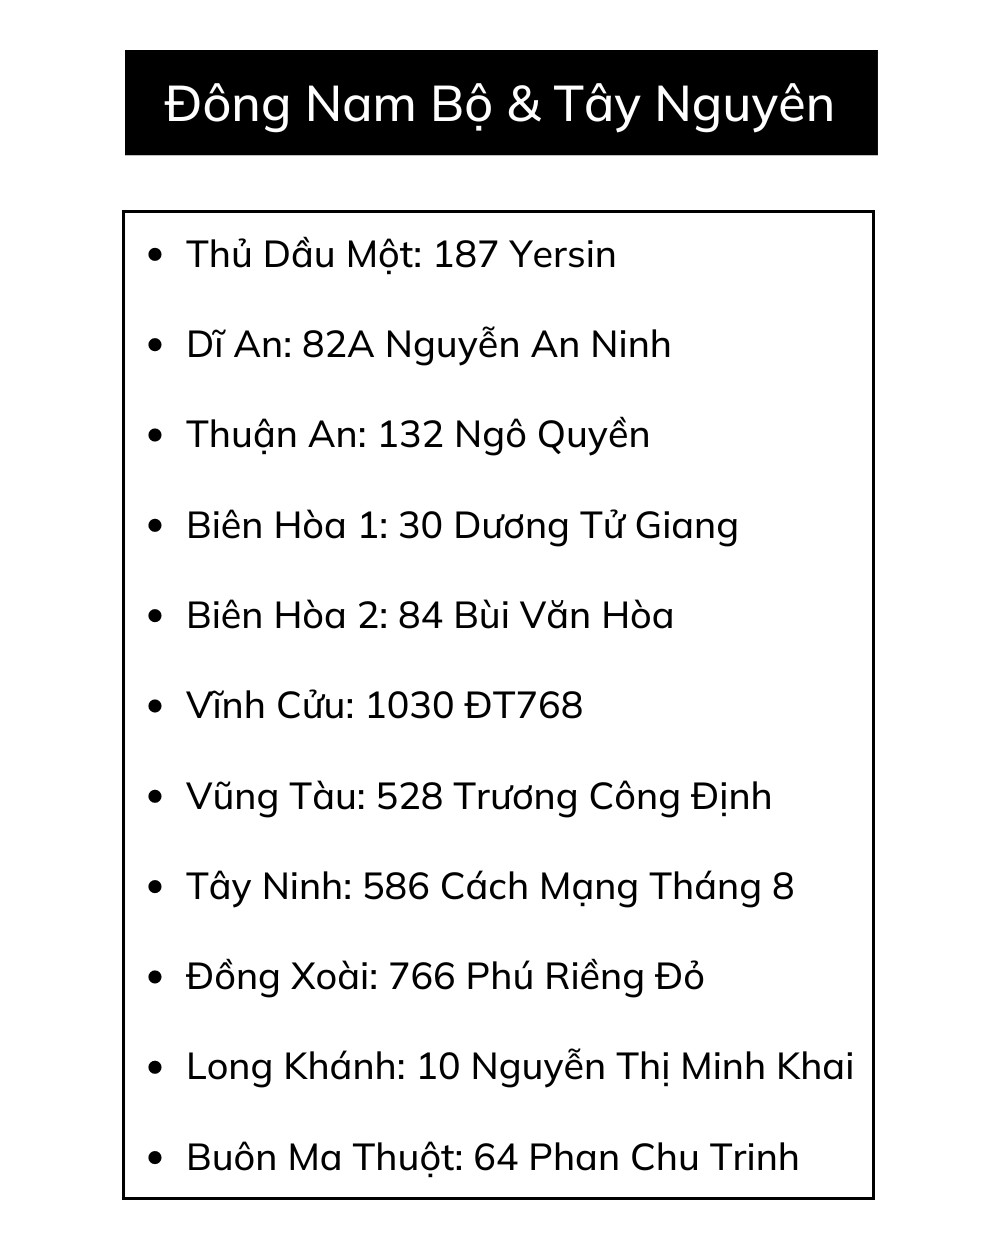 Đông Nam Bộ & Tây Nguyên
• Thủ Dầu Một: 187 Yersin
• Dĩ An: 82A Nguyễn An Ninh
• Thuận An: 132 Ngô Quyền
• Biên Hòa 1: 30 Dương Tử Giang
• Biên Hòa 2: 84 Bùi Văn Hòa
• Vĩnh Cửu: 1030 ĐT768
• Vũng Tàu: 528 Trương Công Định
• Tây Ninh: 586 Cách Mạng Tháng 8
• Đồng Xoài: 766 Phú Riềng Đỏ
• Long Khánh: 10 Nguyễn Thị Minh Khai
• Buôn Ma Thuột: 64 Phan Chu Trinh